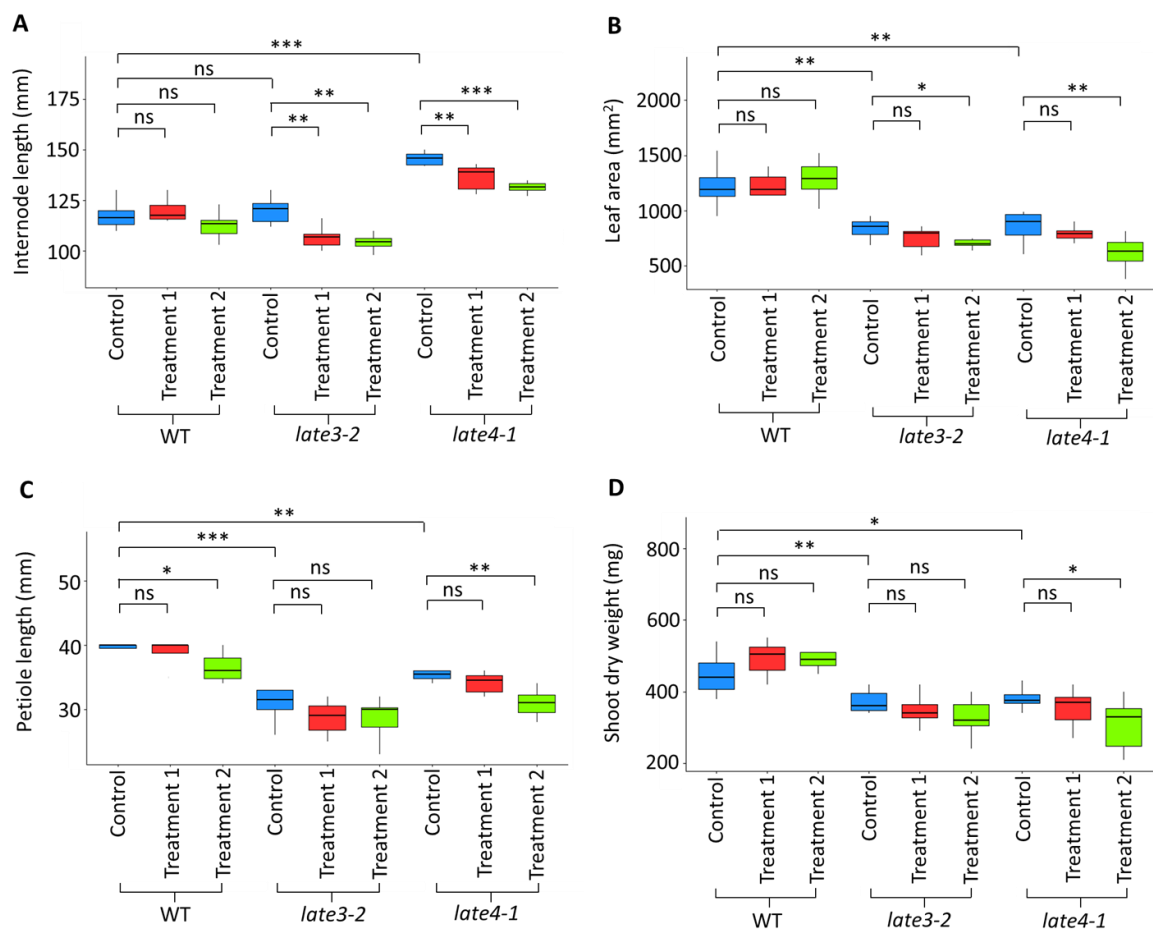 A
***
ns
ns
ns
**
**
***
**
Internode length (mm)
175
150
125
100
Control
Treatment 1
Treatment 2
Control
Treatment 1
Treatment 2
Control
Treatment 1
Treatment 2
WT
late3-2
late4-1
B
**
**
ns
ns
*
ns
**
ns
Leaf area (mm²)
2000
1500
1000
500
Control
Treatment 1
Treatment 2
Control
Treatment 1
Treatment 2
Control
Treatment 1
Treatment 2
WT
late3-2
late4-1
C
**
***
*
ns
ns
ns
**
ns
Petiole length (mm)
50
40
30
Control
Treatment 1
Treatment 2
Control
Treatment 1
Treatment 2
Control
Treatment 1
Treatment 2
WT
late3-2
late4-1
D
*
**
ns
ns
ns
ns
*
ns
Shoot dry weight (mg)
800
600
400
200
Control
Treatment 1
Treatment 2
Control
Treatment 1
Treatment 2
Control
Treatment 1
Treatment 2
WT
late3-2
late4-1